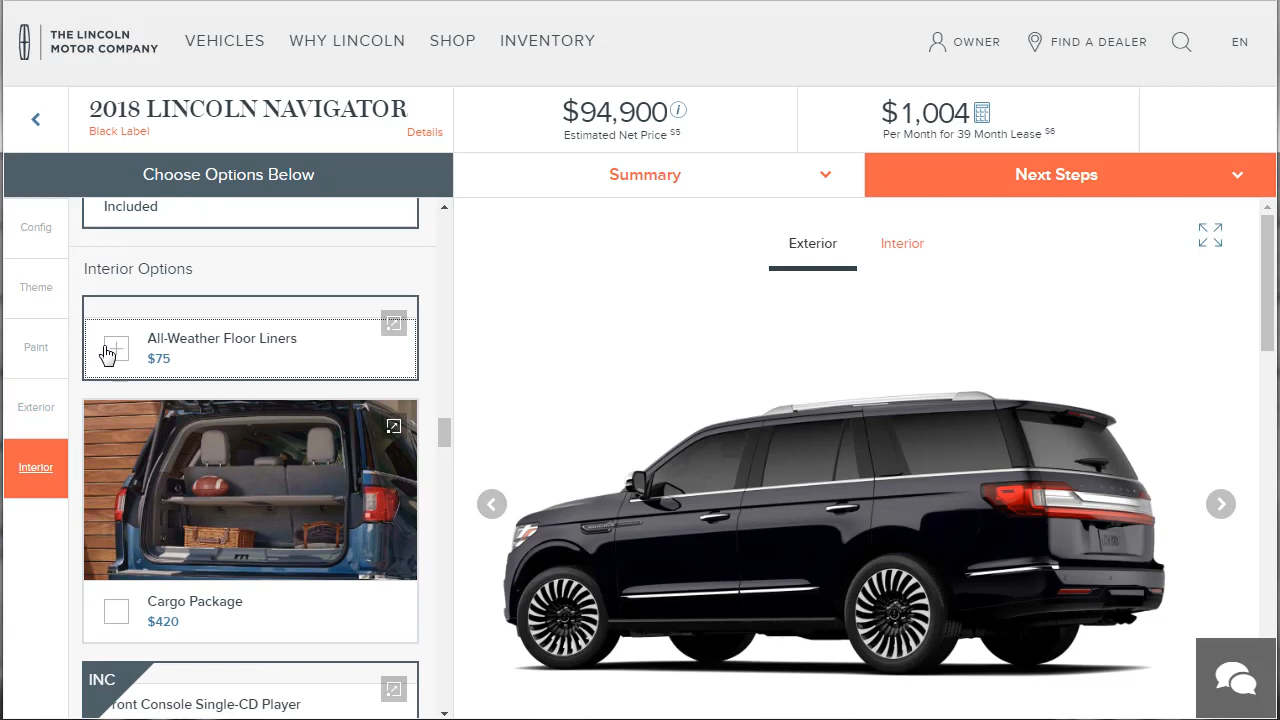 THE LINCOLN
MOTOR COMPANY
VEHICLES
WHY LINCOLN
SHOP
INVENTORY
OWNER
FIND A DEALER
EN
2018 LINCOLN NAVIGATOR
Black Label
Details
$94,900 i
Estimated Net Price S5
$1,004
Per Month for 39 Month Lease S6
Choose Options Below
Summary
Next Steps
Config
Theme
Paint
Exterior
Interior
Included
Interior Options
All-Weather Floor Liners
$75
Cargo Package
$420
INC
Front Console Single-CD Player
Exterior
Interior